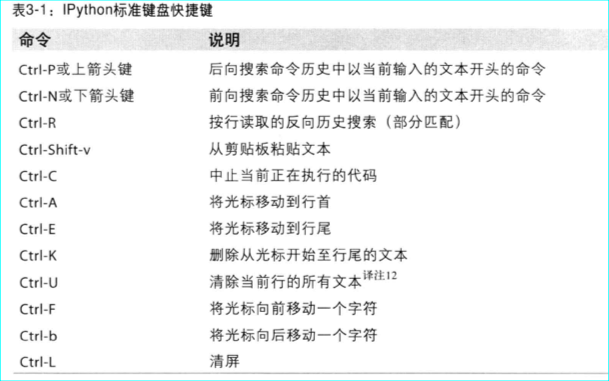 表3-1：IPython标准键盘快捷键
命令 说明
Ctrl-P或上箭头键 后向搜索命令历史中以当前输入的文本开头的命令
Ctrl-N或下箭头键 前向搜索命令历史中以当前输入的文本开头的命令
Ctrl-R 按行读取的反向历史搜索（部分匹配）
Ctrl-Shift-v 从剪贴板粘贴文本
Ctrl-C 中止当前正在执行的代码
Ctrl-A 将光标移动到行首
Ctrl-E 将光标移动到行尾
Ctrl-K 删除从光标开始至行尾的文本
Ctrl-U 清除当前行的所有文本译注12
Ctrl-F 将光标向前移动一个字符
Ctrl-b 将光标向后移动一个字符
Ctrl-L 清屏